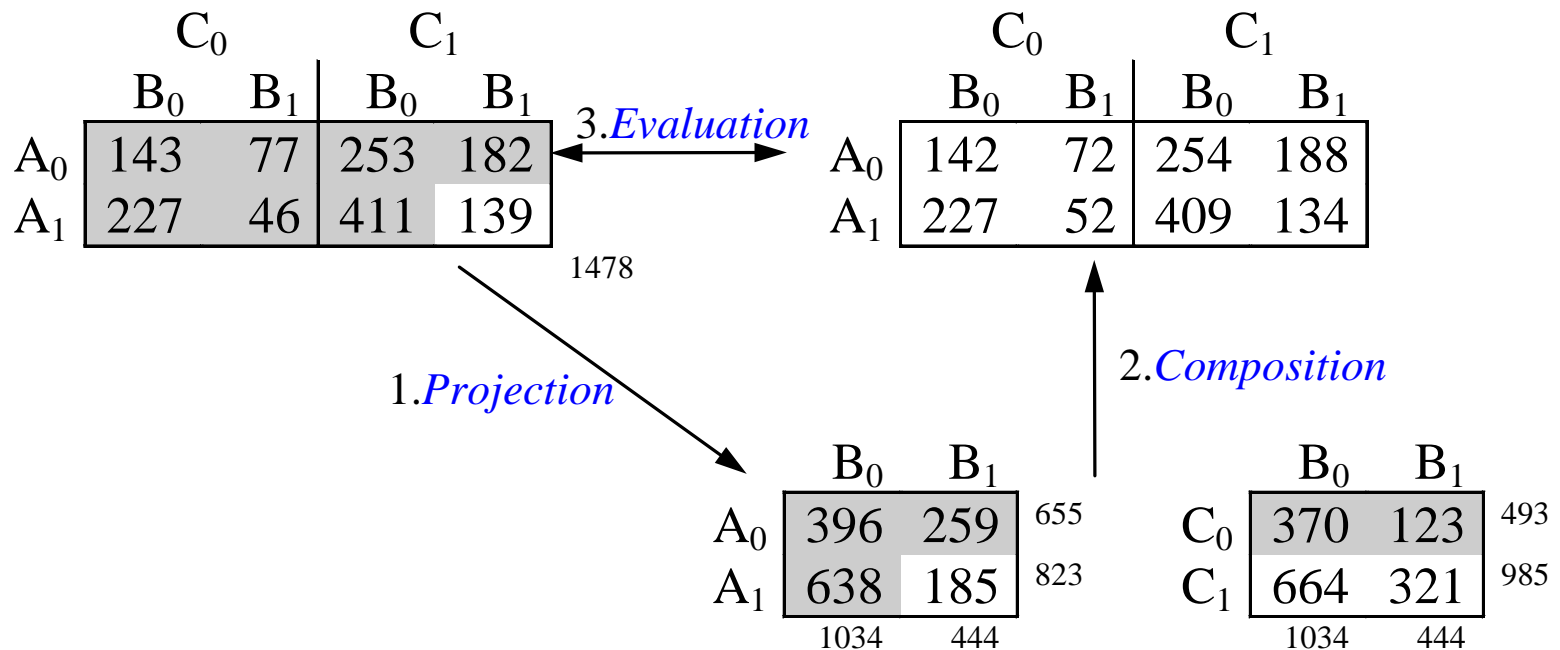 C₀ C₁ C₀ C₁
B₀ B₁ B₀ B₁ B₀ B₁ B₀ B₁
3.Evaluation
A₀ 143 77 253 182 A₀ 142 72 254 188
A₁ 227 46 411 139 A₁ 227 52 409 134
1478
1.Projection 2.Composition
B₀ B₁ B₀ B₁
A₀ 396 259 655 C₀ 370 123 493
A₁ 638 185 823 C₁ 664 321 985
1034 444 1034 444